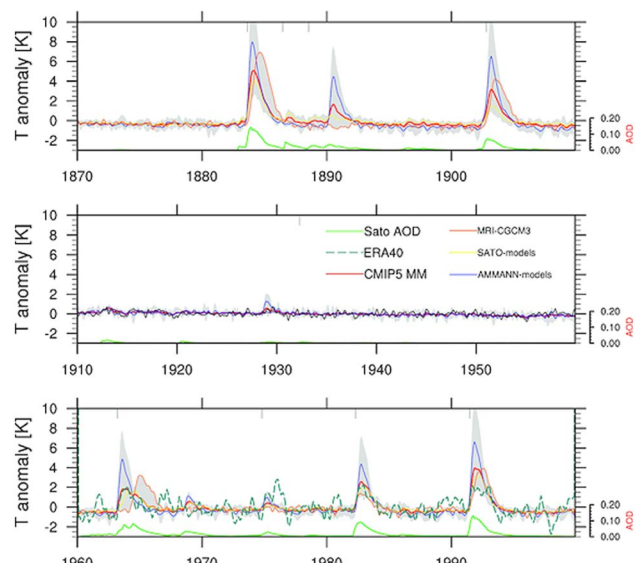 T anomaly [K]
10
8
6
4
2
0
-2
0.20
0.10
0.00
AOD
1870 1880 1890 1900
T anomaly [K]
10
8
6
4
2
0
-2
Sato AOD
ERA40
CMIP5 MM
MRI-CGCM3
SATO-models
AMMANN-models
0.20
0.10
0.00
AOD
1910 1920 1930 1940 1950
T anomaly [K]
10
8
6
4
2
0
-2
0.20
0.10
0.00
AOD
1960 1970 1980 1990